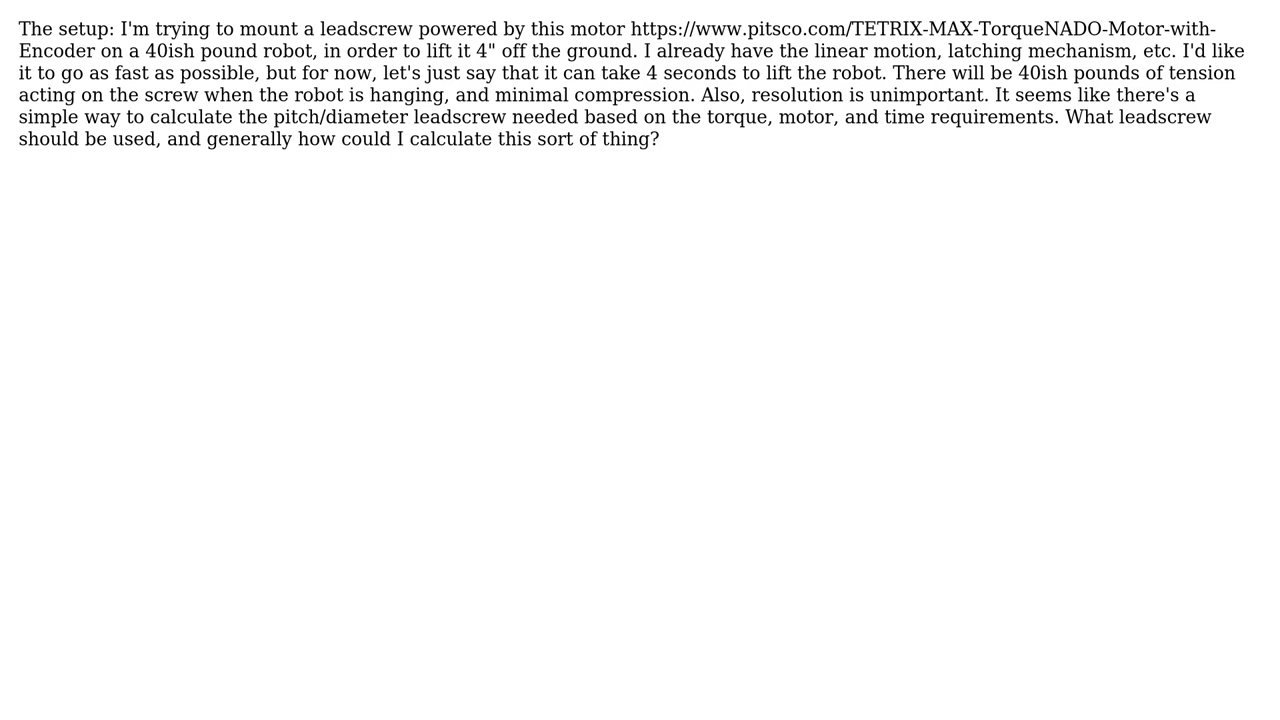 The setup: I'm trying to mount a leadscrew powered by this motor https://www.pitsco.com/TETRIX-MAX-TorqueNADO-Motor-with-
Encoder on a 40ish pound robot, in order to lift it 4" off the ground. I already have the linear motion, latching mechanism, etc. I'd like
it to go as fast as possible, but for now, let's just say that it can take 4 seconds to lift the robot. There will be 40ish pounds of tension
acting on the screw when the robot is hanging, and minimal compression. Also, resolution is unimportant. It seems like there's a
simple way to calculate the pitch/diameter leadscrew needed based on the torque, motor, and time requirements. What leadscrew
should be used, and generally how could I calculate this sort of thing?